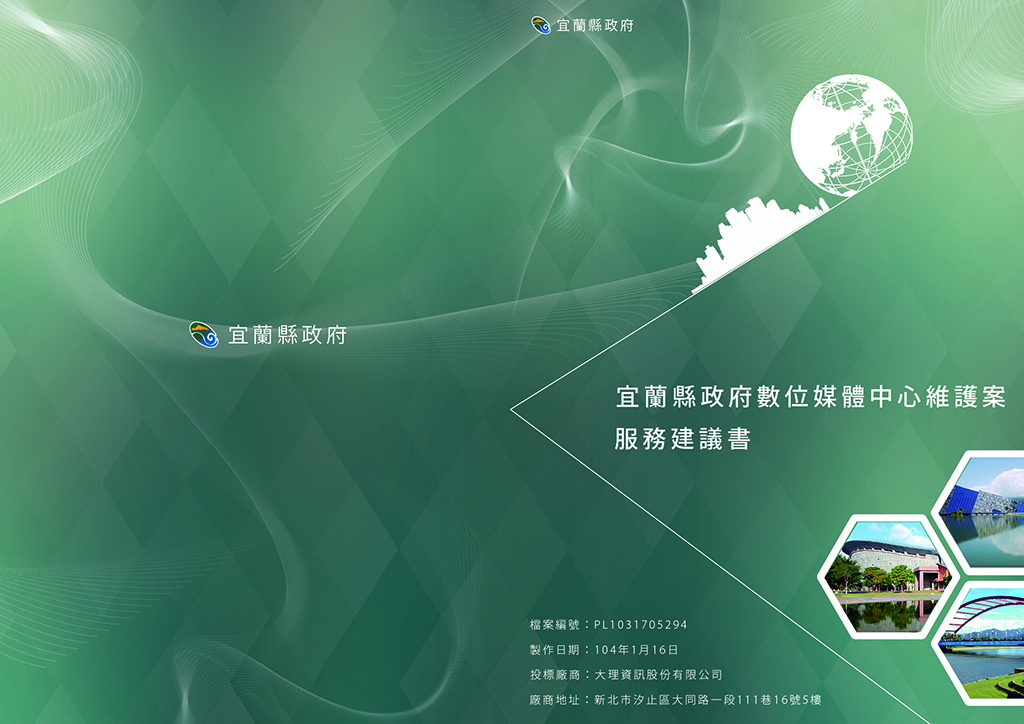 宜蘭縣政府
宜蘭縣政府
宜蘭縣政府數位媒體中心維護案
服務建議書
檔案編號：PL1031705294
製作日期：104年1月16日
投標廠商：大理資訊股份有限公司
廠商地址：新北市汐止區大同路一段111巷16號5樓